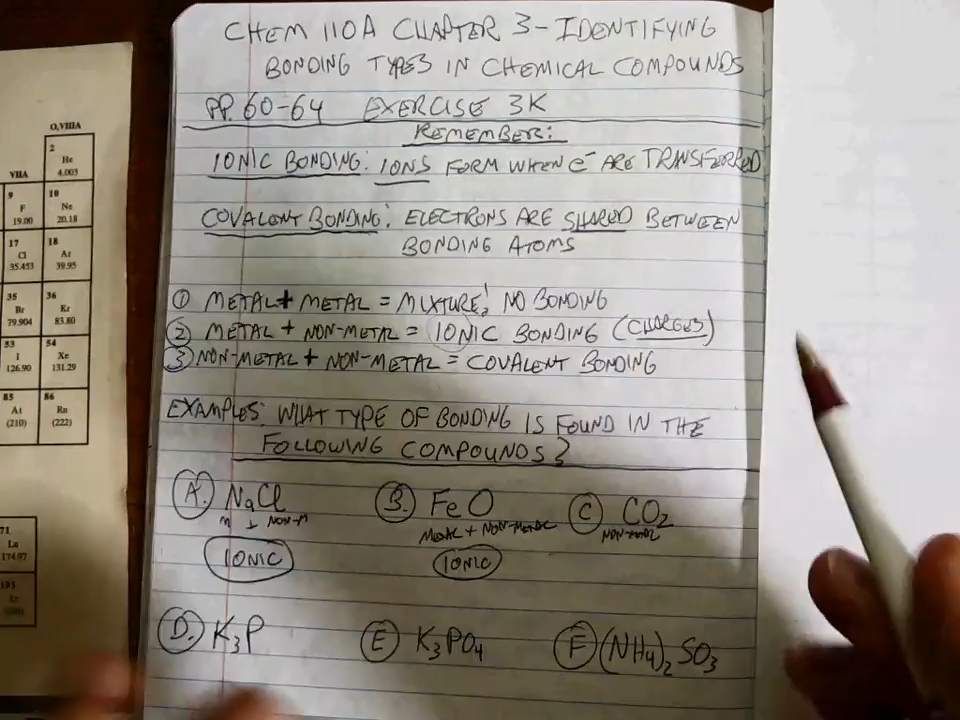 CHEM 110A CHAPTER 3 - IDENTIFYING
BONDING TYPES IN CHEMICAL COMPOUNDS
PP. 60-64 EXERCISE 3K
REMEMBER:
IONIC BONDING: IONS FORM WHEN e⁻ ARE TRANSFERRED
COVALENT BONDING: ELECTRONS ARE SHARED BETWEEN
BONDING ATOMS
① METAL + METAL = MIXTURE! NO BONDING
② METAL + NON-METAL = IONIC BONDING (CHARGES)
③ NON-METAL + NON-METAL = COVALENT BONDING
EXAMPLES: WHAT TYPE OF BONDING IS FOUND IN THE
FOLLOWING COMPOUNDS?
A. NaCl B. FeO C CO₂
M + NON-M METAL + NON-METAL NON-METAL
IONIC IONIC
D. K₃P E K₃PO₄ F (NH₄)₂SO₃
O,VIIIA
2
He
4.003
VIIA
9 10
F Ne
19.00 20.18
17 18
Cl Ar
35.453 39.95
35 36
Br Kr
79.904 83.80
53 54
I Xe
126.90 131.29
85 86
At Rn
(210) (222)
71
Lu
174.97